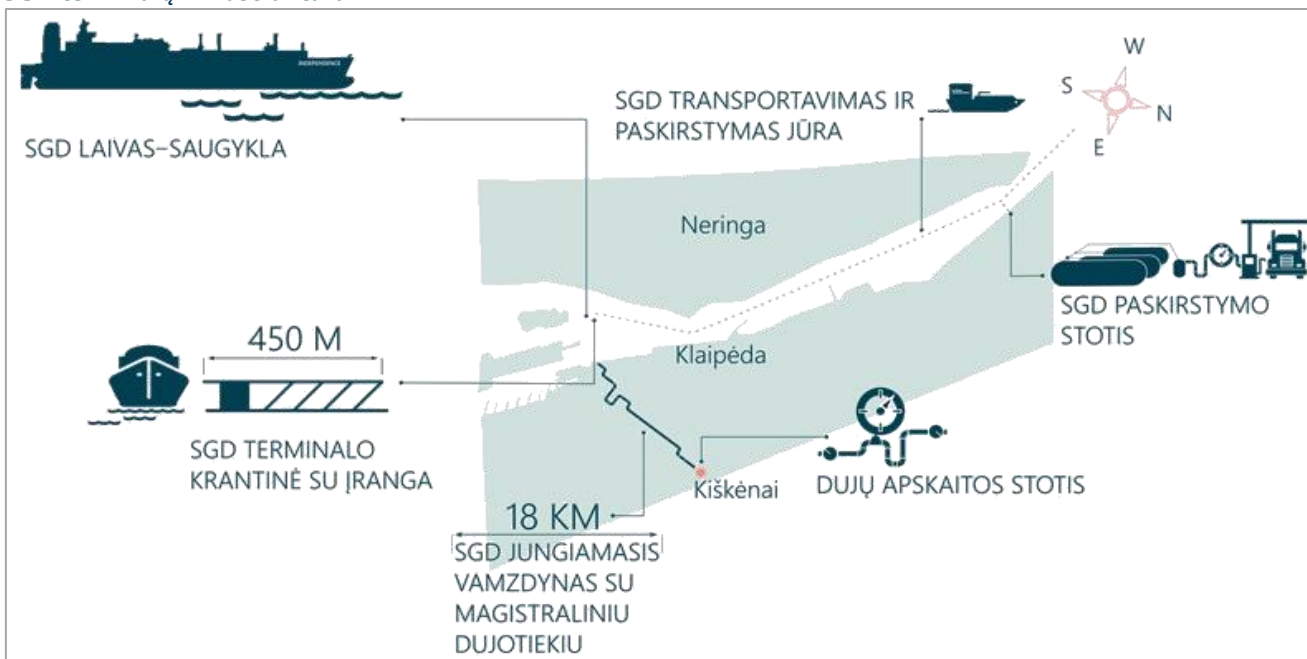 INDEPENDENCE
SGD LAIVAS–SAUGYKLA
SGD TRANSPORTAVIMAS IR
PASKIRSTYMAS JŪRA
W
S
N
E
Neringa
SGD PASKIRSTYMO
STOTIS
450 M
Klaipėda
SGD TERMINALO
KRANTINĖ SU ĮRANGA
Kiškėnai
DUJŲ APSKAITOS STOTIS
18 KM
SGD JUNGIAMASIS
VAMZDYNAS SU
MAGISTRALINIU
DUJOTIEKIU